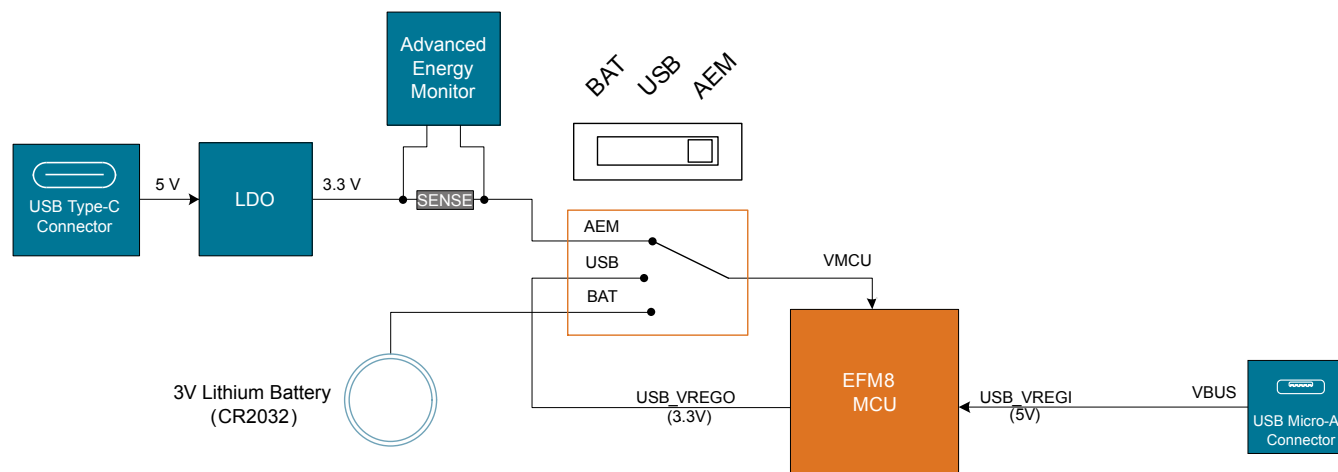 Advanced
Energy
Monitor
BAT
USB
AEM
USB Type-C
Connector
5 V
LDO
3.3 V
SENSE
AEM
USB
BAT
VMCU
3V Lithium Battery
(CR2032)
USB_VREGO
(3.3V)
EFM8
MCU
USB_VREGI
(5V)
VBUS
USB Micro-A
Connector